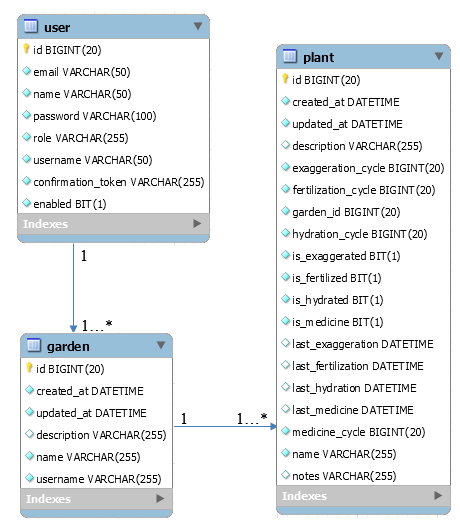 user
id BIGINT(20)
email VARCHAR(50)
name VARCHAR(50)
password VARCHAR(100)
role VARCHAR(255)
username VARCHAR(50)
confirmation_token VARCHAR(255)
enabled BIT(1)
Indexes
1
1...*
garden
id BIGINT(20)
created_at DATETIME
updated_at DATETIME
description VARCHAR(255)
name VARCHAR(255)
username VARCHAR(255)
Indexes
1
1...*
plant
id BIGINT(20)
created_at DATETIME
updated_at DATETIME
description VARCHAR(255)
exaggeration_cycle BIGINT(20)
fertilization_cycle BIGINT(20)
garden_id BIGINT(20)
hydration_cycle BIGINT(20)
is_exaggerated BIT(1)
is_fertilized BIT(1)
is_hydrated BIT(1)
is_medicine BIT(1)
last_exaggeration DATETIME
last_fertilization DATETIME
last_hydration DATETIME
last_medicine DATETIME
medicine_cycle BIGINT(20)
name VARCHAR(255)
notes VARCHAR(255)
Indexes